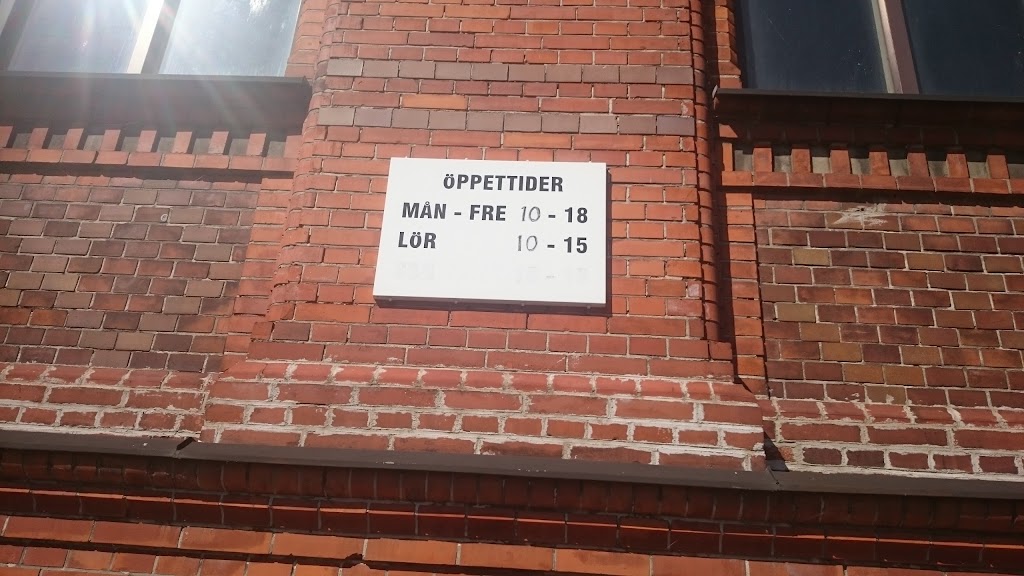 öPPETTIDER
MÅN - FRE 10 - 18
LöR 10 - 15